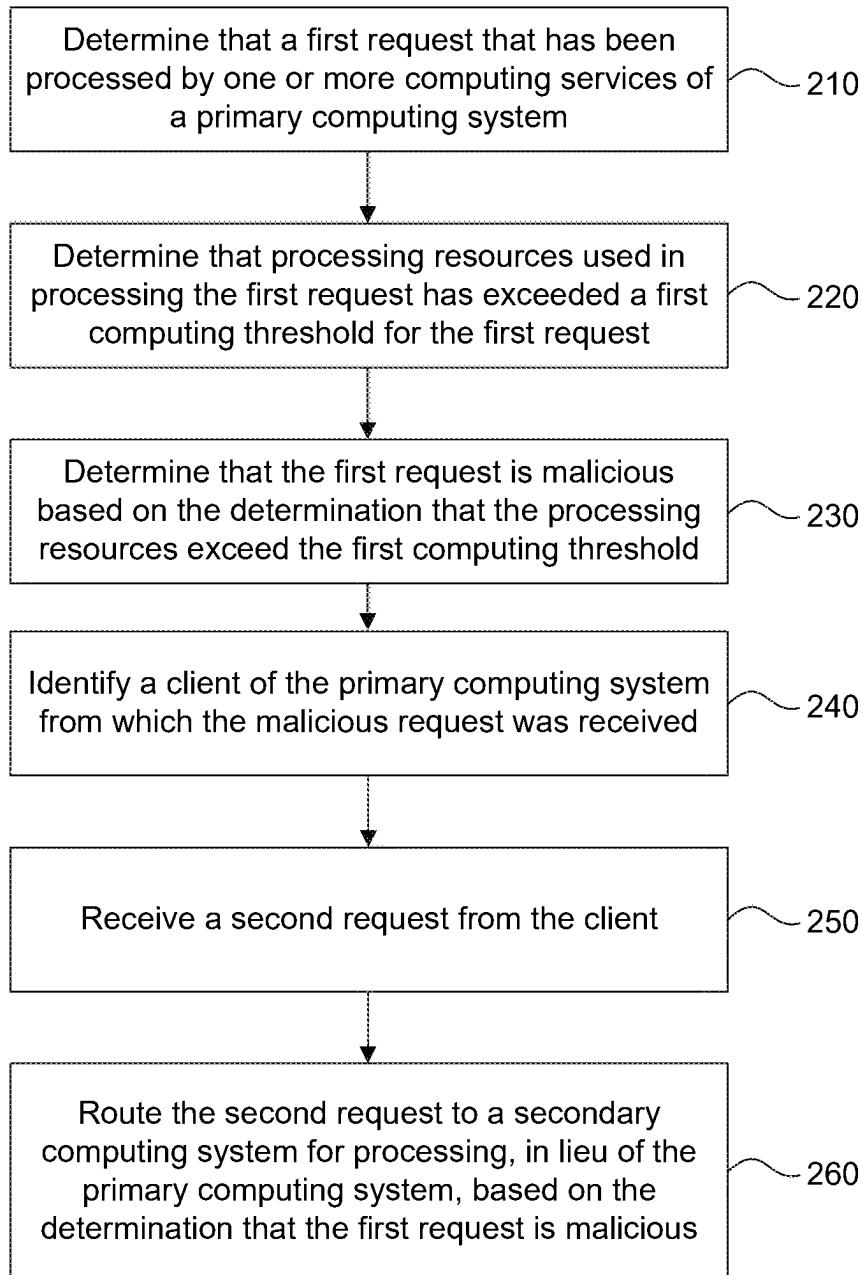 Determine that a first request that has been
processed by one or more computing services of
a primary computing system
210
Determine that processing resources used in
processing the first request has exceeded a first
computing threshold for the first request
220
Determine that the first request is malicious
based on the determination that the processing
resources exceed the first computing threshold
230
Identify a client of the primary computing system
from which the malicious request was received
240
Receive a second request from the client
250
Route the second request to a secondary
computing system for processing, in lieu of the
primary computing system, based on the
determination that the first request is malicious
260